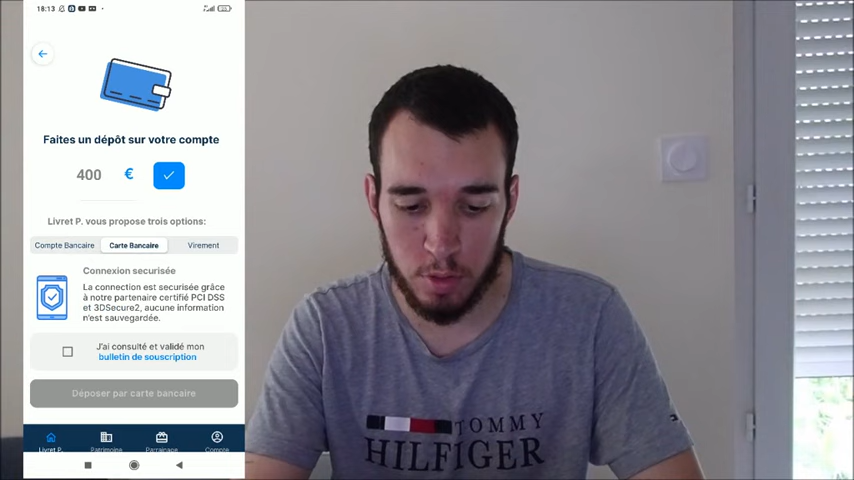 18:13
Faites un dépôt sur votre compte
400 €
Livret P. vous propose trois options:
Compte Bancaire Carte Bancaire Virement
Connexion securisée
La connection est securisée grâce
à notre partenaire certifié PCI DSS
et 3DSecure2, aucune information
n'est sauvegardée.
J'ai consulté et validé mon
bulletin de souscription
Déposer par carte bancaire
Livret P. Patrimoine Parrainage Compte
TOMMY
HILFIGER